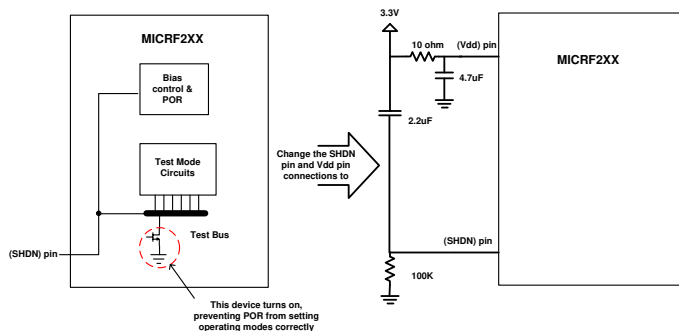 MICRF2XX
Bias
control &
POR
Test Mode
Circuits
Test Bus
(SHDN) pin
This device turns on,
preventing POR from setting
operating modes correctly
Change the SHDN
pin and Vdd pin
connections to
3.3V
10 ohm
(Vdd) pin
4.7uF
2.2uF
(SHDN) pin
100K
MICRF2XX